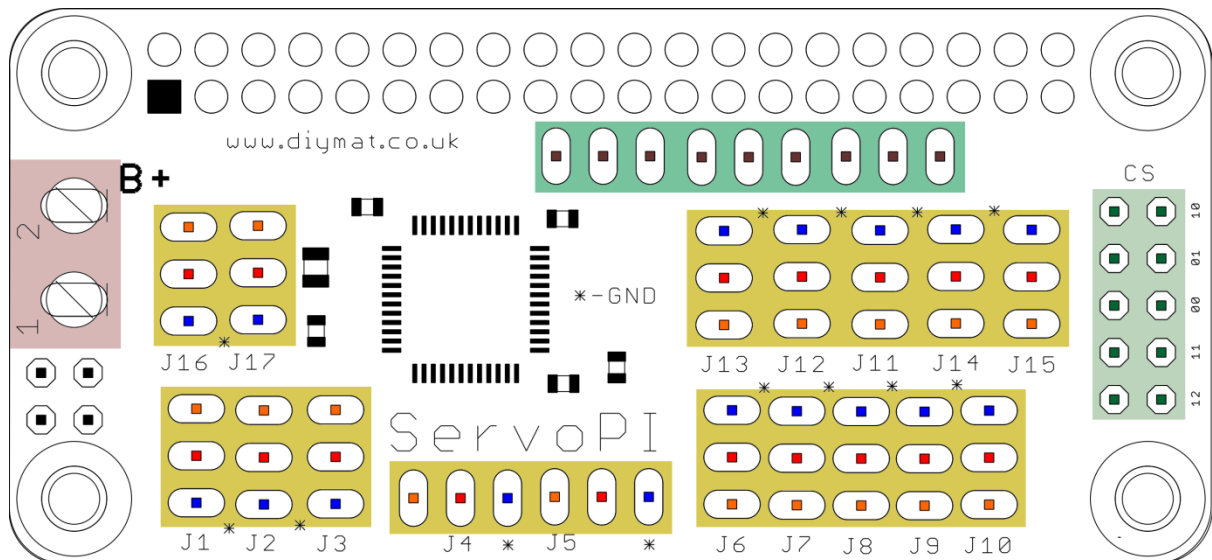 www.diymat.co.uk
B+
CS
2
1
10
01
00
11
12
*-GND
J16 J17
J13 J12 J11 J14 J15
ServoPI
J1 J2 J3
J4 * J5 *
J6 J7 J8 J9 J10